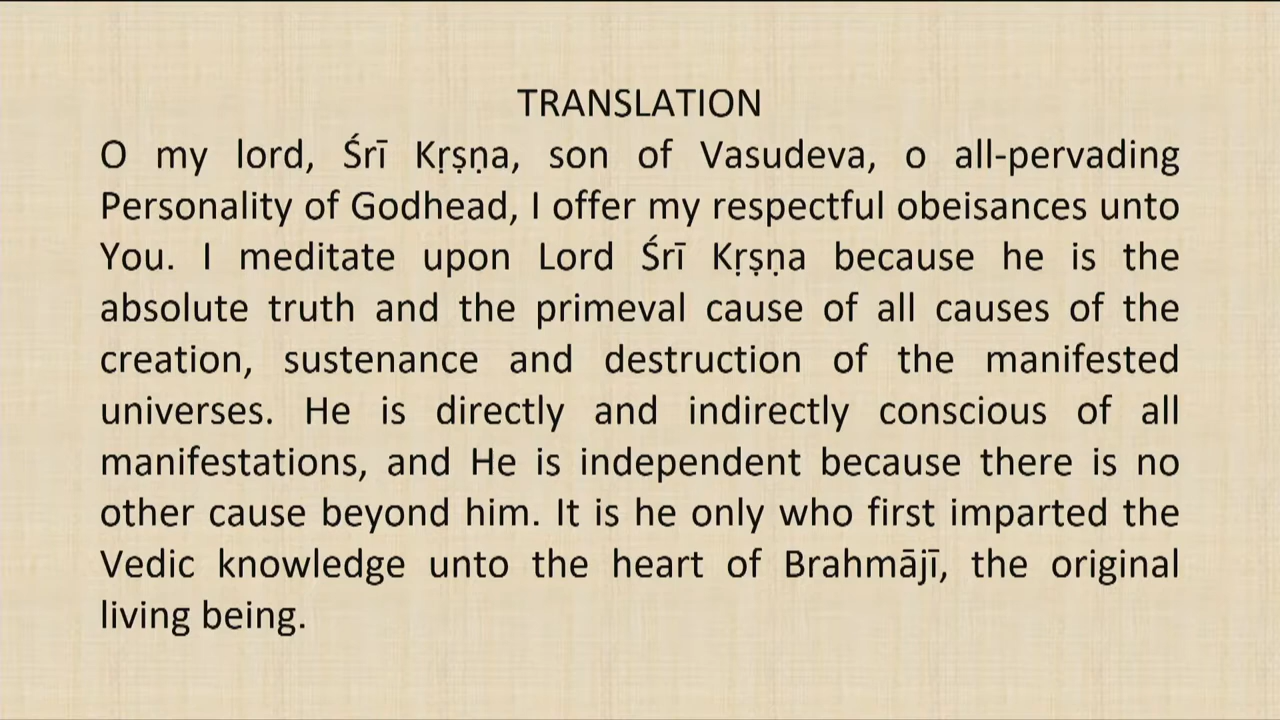 TRANSLATION
O my lord, Śrī Kṛṣṇa, son of Vasudeva, o all-pervading
Personality of Godhead, I offer my respectful obeisances unto
You. I meditate upon Lord Śrī Kṛṣṇa because he is the
absolute truth and the primeval cause of all causes of the
creation, sustenance and destruction of the manifested
universes. He is directly and indirectly conscious of all
manifestations, and He is independent because there is no
other cause beyond him. It is he only who first imparted the
Vedic knowledge unto the heart of Brahmājī, the original
living being.